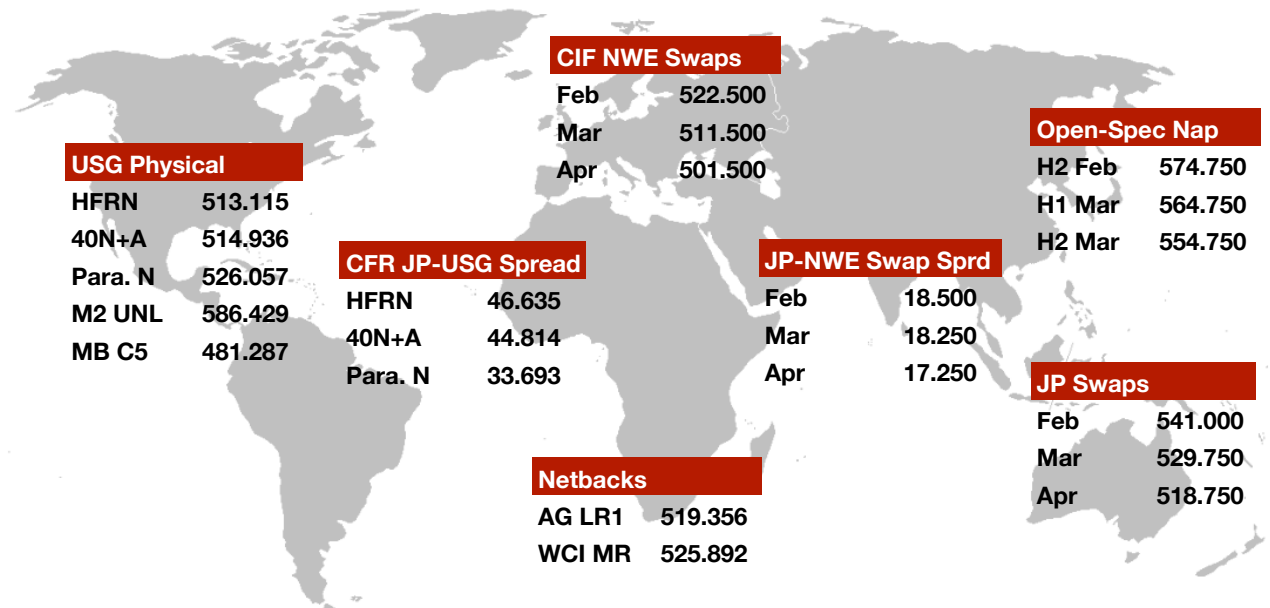 CIF NWE Swaps
Feb 522.500
Mar 511.500
Apr 501.500
Open-Spec Nap
H2 Feb 574.750
H1 Mar 564.750
H2 Mar 554.750
USG Physical
HFRN 513.115
40N+A 514.936
Para. N 526.057
M2 UNL 586.429
MB C5 481.287
CFR JP-USG Spread
HFRN 46.635
40N+A 44.814
Para. N 33.693
JP-NWE Swap Sprd
Feb 18.500
Mar 18.250
Apr 17.250
JP Swaps
Feb 541.000
Mar 529.750
Apr 518.750
Netbacks
AG LR1 519.356
WCI MR 525.892